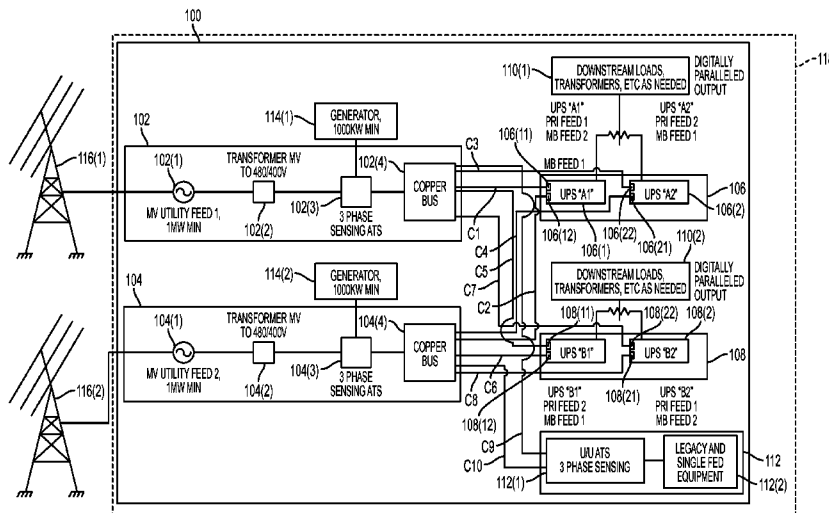 100
118
110(1)
DOWNSTREAM LOADS,
TRANSFORMERS, ETC AS NEEDED
DIGITALLY
PARALLELED
OUTPUT
UPS "A1"
PRI FEED 1
MB FEED 2
UPS "A2"
PRI FEED 2
MB FEED 1
MB FEED 1
114(1)
GENERATOR,
1000KW MIN
C3
116(1)
102
102(1)
TRANSFORMER MV
TO 480/400V
102(4)
106(11)
COPPER
BUS
UPS "A1"
UPS "A2"
106
106(2)
MV UTILITY FEED 1,
1MW MIN
102(2)
102(3)
3 PHASE
SENSING ATS
C1
C4
C5
C7
C2
106(12)
106(1)
106(22)
106(21)
110(2)
114(2)
GENERATOR,
1000KW MIN
DOWNSTREAM LOADS,
TRANSFORMERS, ETC AS NEEDED
DIGITALLY
PARALLELED
OUTPUT
104
104(1)
TRANSFORMER MV
TO 480/400V
104(4)
108(11)
108(22)
108(2)
COPPER
BUS
UPS "B1"
UPS "B2"
108
116(2)
MV UTILITY FEED 2,
1MW MIN
104(2)
104(3)
3 PHASE
SENSING ATS
C6
C8
108(12)
108(1)
108(21)
UPS "B1"
PRI FEED 2
MB FEED 1
UPS "B2"
PRI FEED 1
MB FEED 2
C9
C10
U/U ATS
3 PHASE SENSING
LEGACY AND
SINGLE FED
EQUIPMENT
112
112(1)
112(2)